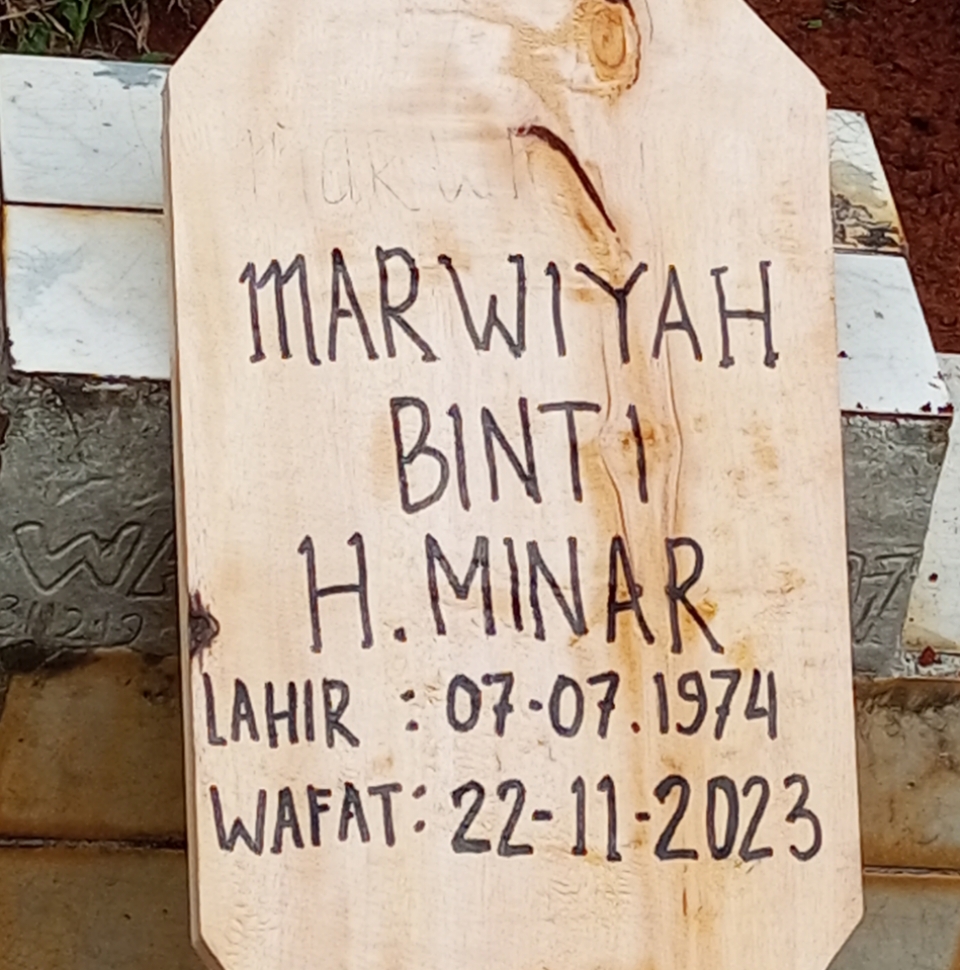 MARWIYAH
BINTI
H. MINAR
LAHIR : 07-07.1974
WAFAT: 22-11-2023